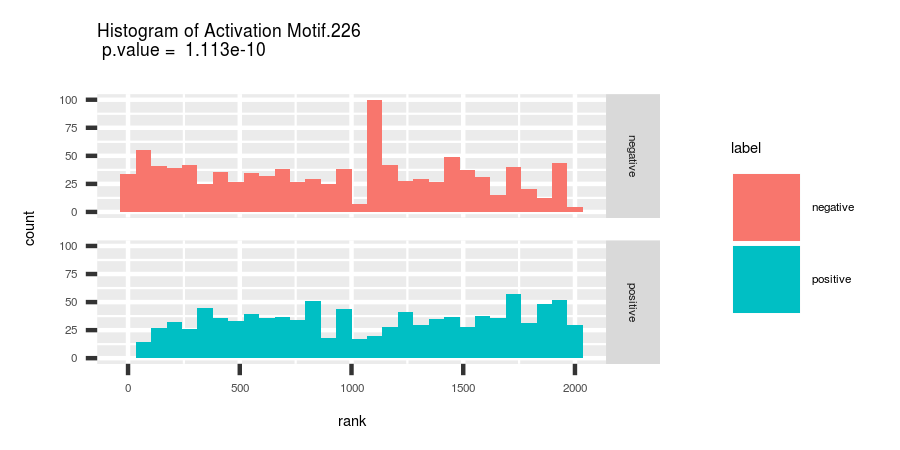 Histogram of Activation Motif.226
p.value = 1.113e-10
100
75
50
25
0
negative
100
75
50
25
0
positive
count
0 500 1000 1500 2000
rank
label
negative
positive